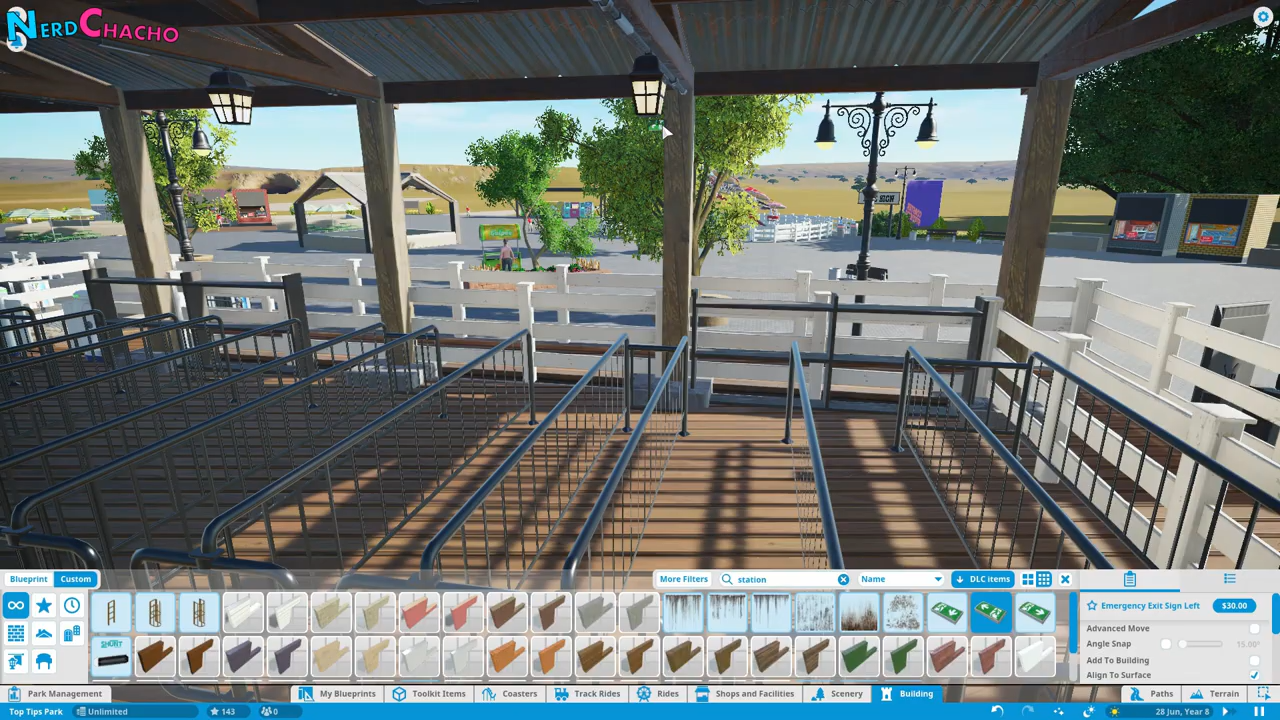 NERDCHACHO
Blueprint Custom
More Filters station Name DLC items
Emergency Exit Sign Left $30.00
Advanced Move
Angle Snap 15.00°
Add To Building
Align To Surface
SHORT
Park Management My Blueprints Toolkit Items Coasters Track Rides Rides Shops and Facilities Scenery Building Paths Terrain
Top Tips Park Unlimited 143 0 28 Jun, Year 8